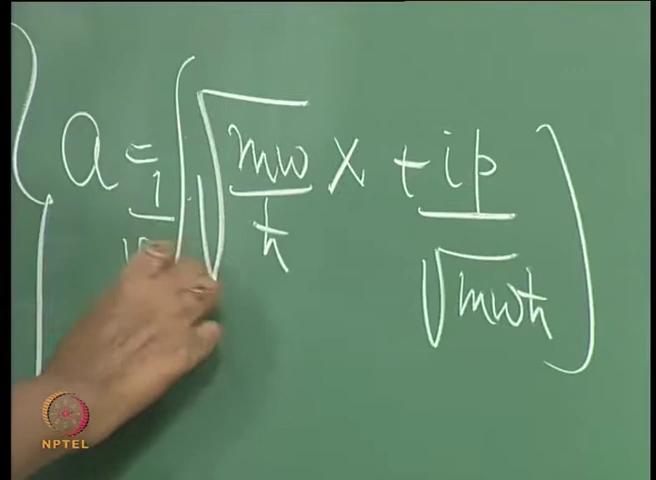 a = 1/√ ( √(mω/ħ) x + ip/√(mωħ) )
NPTEL